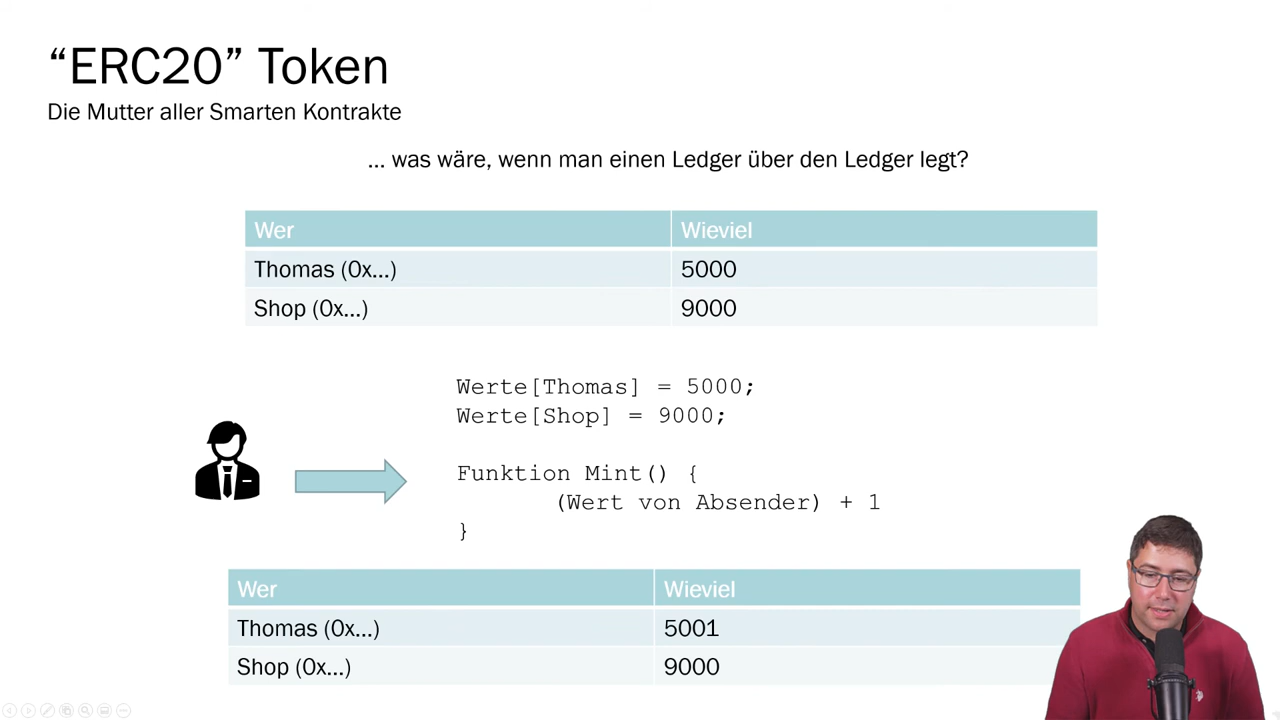 “ERC20” Token
Die Mutter aller Smarten Kontrakte
... was wäre, wenn man einen Ledger über den Ledger legt?
Wer Wieviel
Thomas (0x...) 5000
Shop (0x...) 9000
Werte[Thomas] = 5000;
Werte[Shop] = 9000;
Funktion Mint() {
(Wert von Absender) + 1
}
Wer Wieviel
Thomas (0x...) 5001
Shop (0x...) 9000